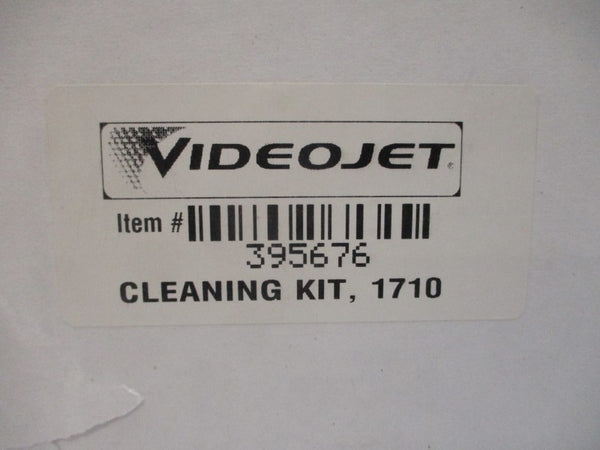 VIDEOJET®
Item #
395676
CLEANING KIT, 1710